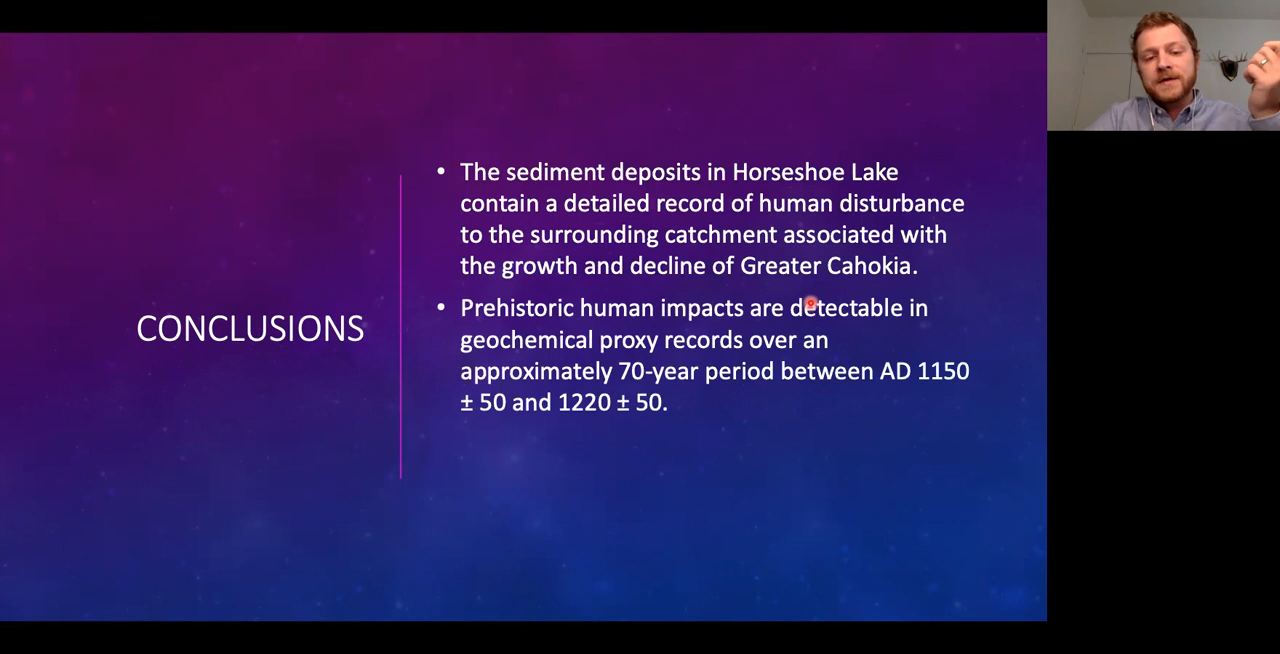 CONCLUSIONS
• The sediment deposits in Horseshoe Lake
contain a detailed record of human disturbance
to the surrounding catchment associated with
the growth and decline of Greater Cahokia.
• Prehistoric human impacts are detectable in
geochemical proxy records over an
approximately 70-year period between AD 1150
± 50 and 1220 ± 50.